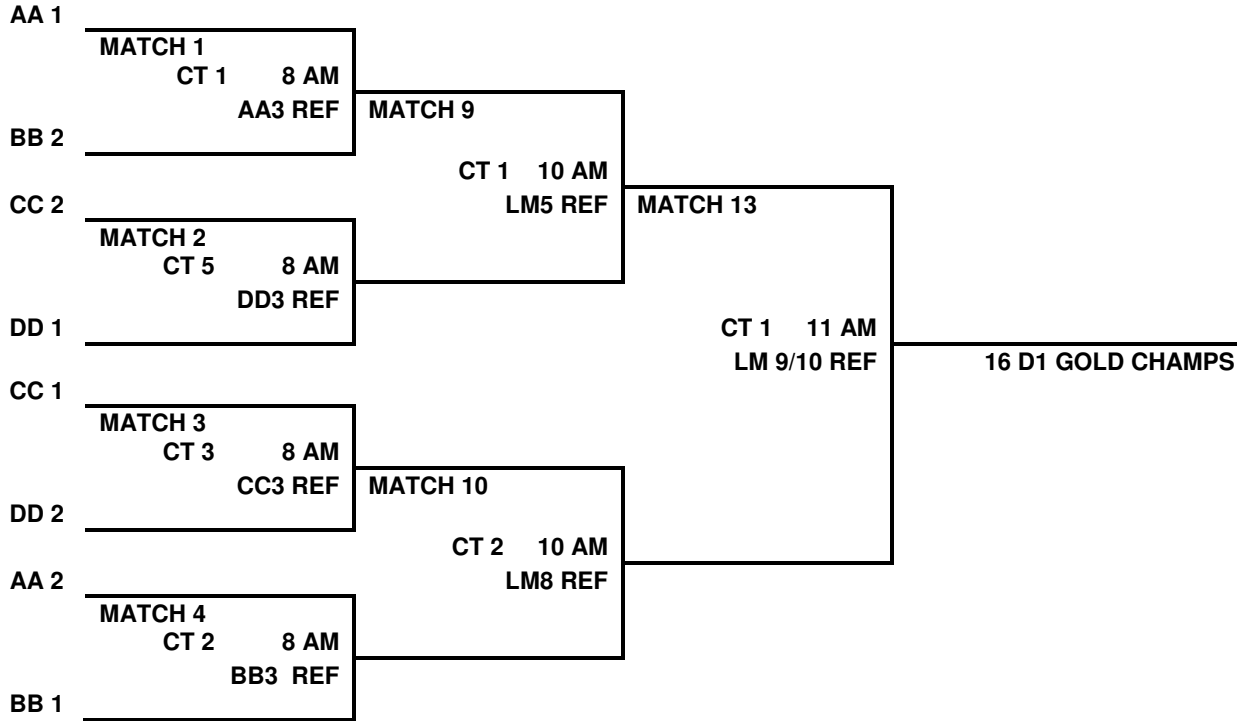 AA 1
MATCH 1
CT 1 8 AM
AA3 REF
BB 2
MATCH 9
CT 1 10 AM
LM5 REF
CC 2
MATCH 2
CT 5 8 AM
DD3 REF
DD 1
MATCH 13
CT 1 11 AM
LM 9/10 REF
16 D1 GOLD CHAMPS
CC 1
MATCH 3
CT 3 8 AM
CC3 REF
DD 2
MATCH 10
CT 2 10 AM
LM8 REF
AA 2
MATCH 4
CT 2 8 AM
BB3 REF
BB 1